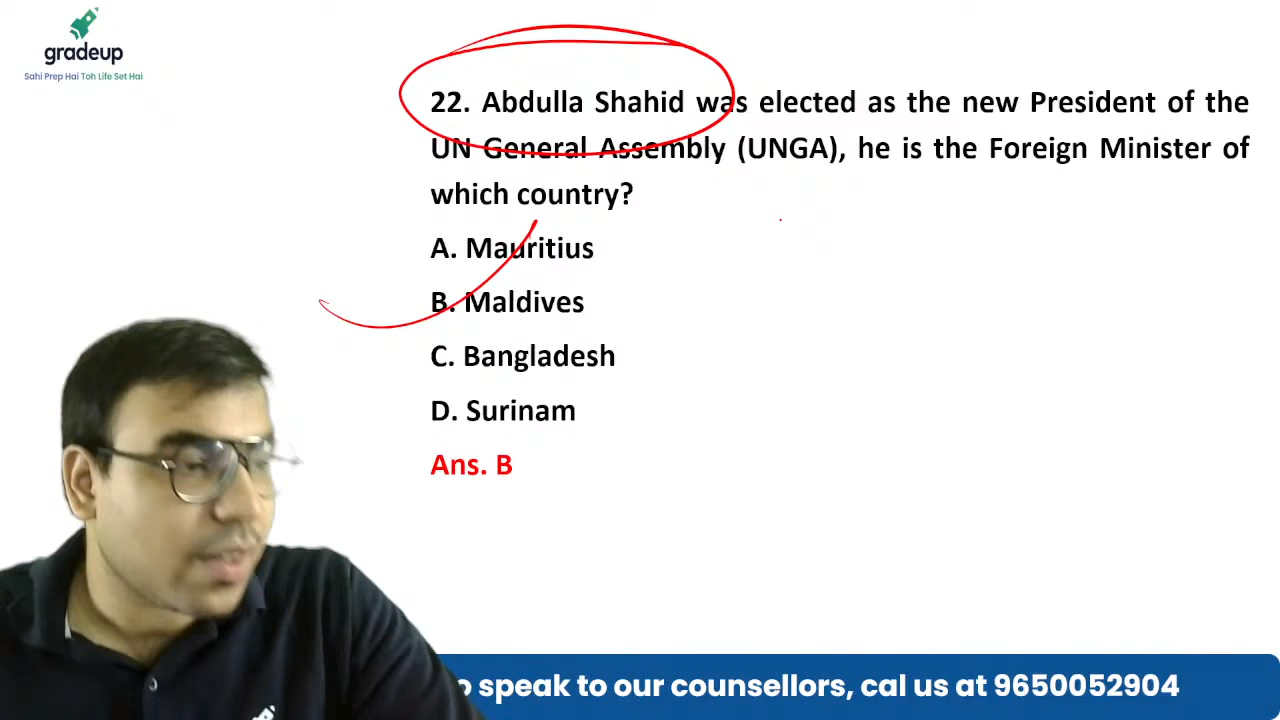 gradeup
Sahi Prep Hai Toh Life Set Hai
22. Abdulla Shahid was elected as the new President of the
UN General Assembly (UNGA), he is the Foreign Minister of
which country?
A. Mauritius
B. Maldives
C. Bangladesh
D. Surinam
Ans. B
o speak to our counsellors, cal us at 9650052904